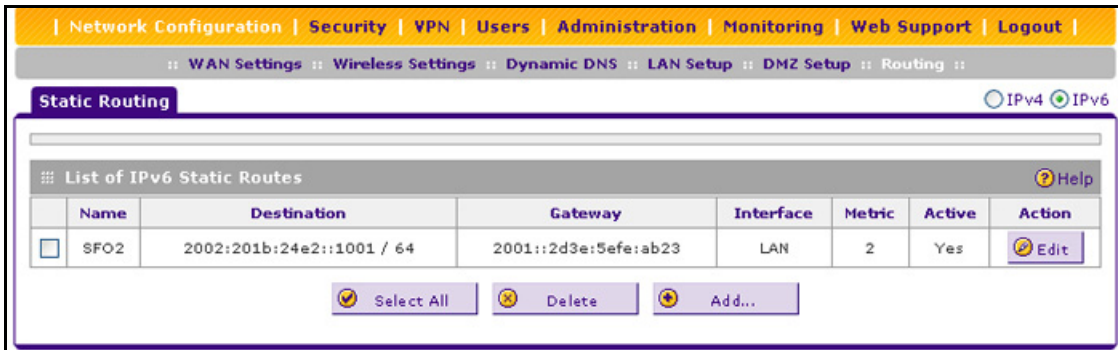 | Network Configuration | Security | VPN | Users | Administration | Monitoring | Web Support | Logout |
:: WAN Settings :: Wireless Settings :: Dynamic DNS :: LAN Setup :: DMZ Setup :: Routing ::
Static Routing IPv4 IPv6
List of IPv6 Static Routes Help
Name Destination Gateway Interface Metric Active Action
SFO2 2002:201b:24e2::1001 / 64 2001::2d3e:5efe:ab23 LAN 2 Yes Edit
Select All Delete Add...